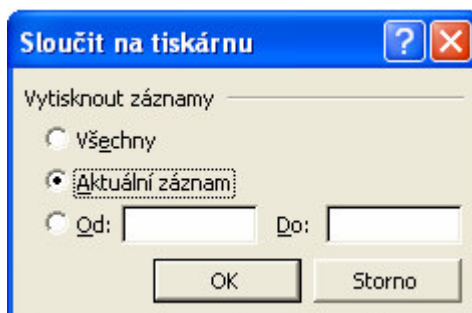 Sloučit na tiskárnu
Vytisknout záznamy
Všechny
Aktuální záznam
Od: Do:
OK Storno